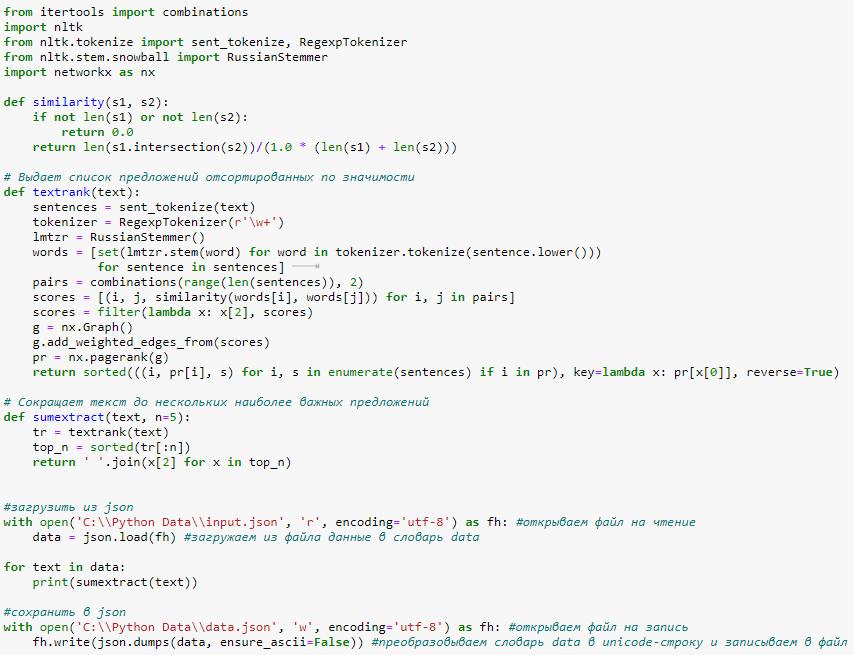 from itertools import combinations
import nltk
from nltk.tokenize import sent_tokenize, RegexpTokenizer
from nltk.stem.snowball import RussianStemmer
import networkx as nx

def similarity(s1, s2):
    if not len(s1) or not len(s2):
        return 0.0
    return len(s1.intersection(s2))/(1.0 * (len(s1) + len(s2)))

# Выдает список предложений отсортированных по значимости
def textrank(text):
    sentences = sent_tokenize(text)
    tokenizer = RegexpTokenizer(r'\w+')
    lmtzr = RussianStemmer()
    words = [set(lmtzr.stem(word) for word in tokenizer.tokenize(sentence.lower()))
             for sentence in sentences]
    pairs = combinations(range(len(sentences)), 2)
    scores = [(i, j, similarity(words[i], words[j])) for i, j in pairs]
    scores = filter(lambda x: x[2], scores)
    g = nx.Graph()
    g.add_weighted_edges_from(scores)
    pr = nx.pagerank(g)
    return sorted(((i, pr[i], s) for i, s in enumerate(sentences) if i in pr), key=lambda x: pr[x[0]], reverse=True)

# Сокращает текст до нескольких наиболее важных предложений
def sumextract(text, n=5):
    tr = textrank(text)
    top_n = sorted(tr[:n])
    return ' '.join(x[2] for x in top_n)

#загрузить из json
with open('C:\\Python Data\\input.json', 'r', encoding='utf-8') as fh: #открываем файл на чтение
    data = json.load(fh) #загружаем из файла данные в словарь data

for text in data:
    print(sumextract(text))

#сохранить в json
with open('C:\\Python Data\\data.json', 'w', encoding='utf-8') as fh: #открываем файл на запись
    fh.write(json.dumps(data, ensure_ascii=False)) #преобразовываем словарь data в unicode-строку и записываем в файл